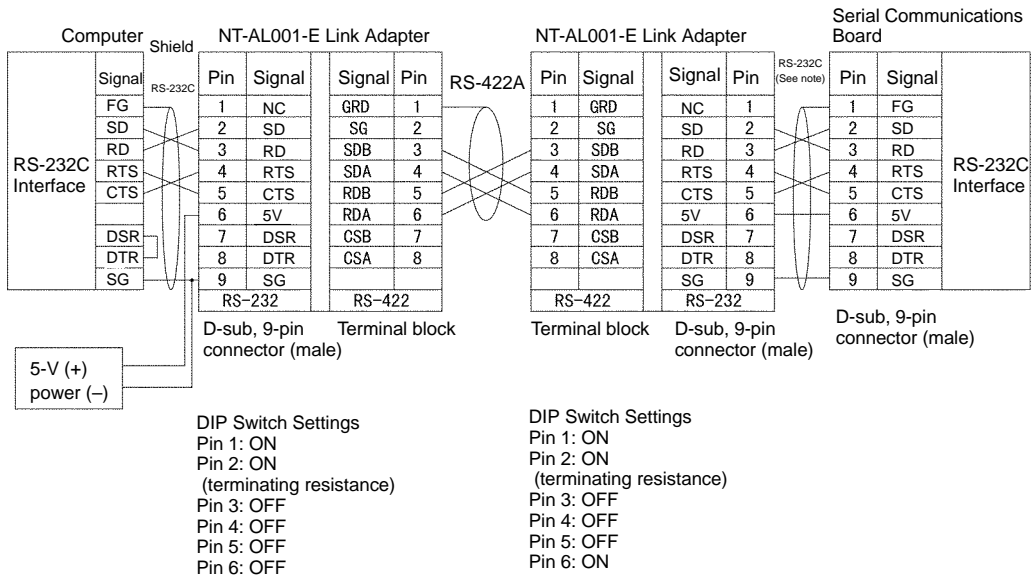 Serial Communications
Board
Computer
Shield
NT-AL001-E Link Adapter
NT-AL001-E Link Adapter
Signal
RS-232C
Pin Signal
Signal Pin
RS-422A
Pin Signal
Signal Pin
RS-232C
(See note)
Pin Signal
FG 1 NC GRD 1 1 GRD NC 1 1 FG
SD 2 SD SG 2 2 SG SD 2 2 SD
RD 3 RD SDB 3 3 SDB RD 3 3 RD
RS-232C
Interface
RTS 4 RTS SDA 4 4 SDA RTS 4 4 RTS
CTS 5 CTS RDB 5 5 RDB CTS 5 5 CTS
RS-232C
Interface
6 5V RDA 6 6 RDA 5V 6 6 5V
DSR 7 DSR CSB 7 7 CSB DSR 7 7 DSR
DTR 8 DTR CSA 8 8 CSA DTR 8 8 DTR
SG 9 SG SG 9 9 SG
RS-232 RS-422 RS-422 RS-232
D-sub, 9-pin
connector (male)
Terminal block
Terminal block
D-sub, 9-pin
connector (male)
D-sub, 9-pin
connector (male)
5-V (+)
power (–)
DIP Switch Settings
Pin 1: ON
Pin 2: ON
(terminating resistance)
Pin 3: OFF
Pin 4: OFF
Pin 5: OFF
Pin 6: OFF
DIP Switch Settings
Pin 1: ON
Pin 2: ON
(terminating resistance)
Pin 3: OFF
Pin 4: OFF
Pin 5: OFF
Pin 6: ON